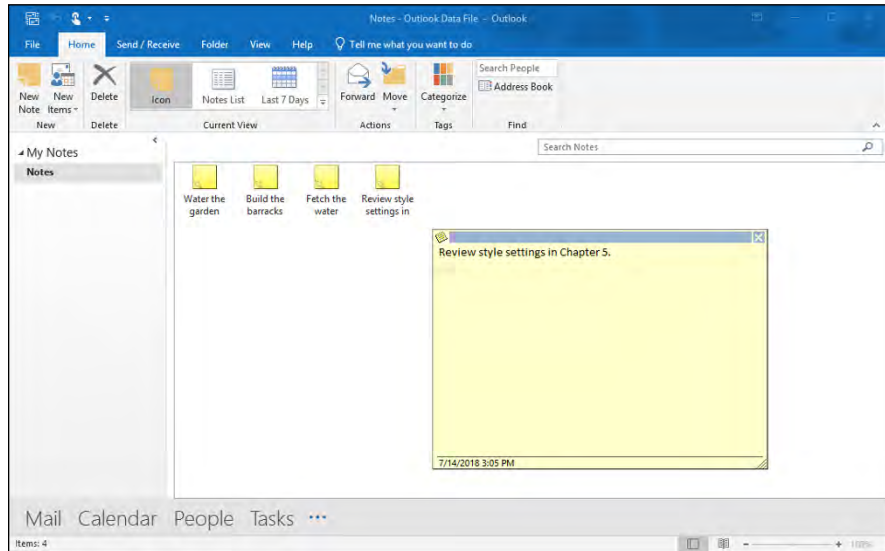 Notes - Outlook Data File - Outlook
File Home Send / Receive Folder View Help Tell me what you want to do
New Note
New Items
Delete
Icon
Notes List
Last 7 Days
Forward
Move
Categorize
Search People
Address Book
New Delete Current View Actions Tags Find
My Notes
Notes
Search Notes
Water the garden
Build the barracks
Fetch the water
Review style settings in
Review style settings in Chapter 5.
7/14/2018 3:05 PM
Mail Calendar People Tasks ...
Items: 4
100%